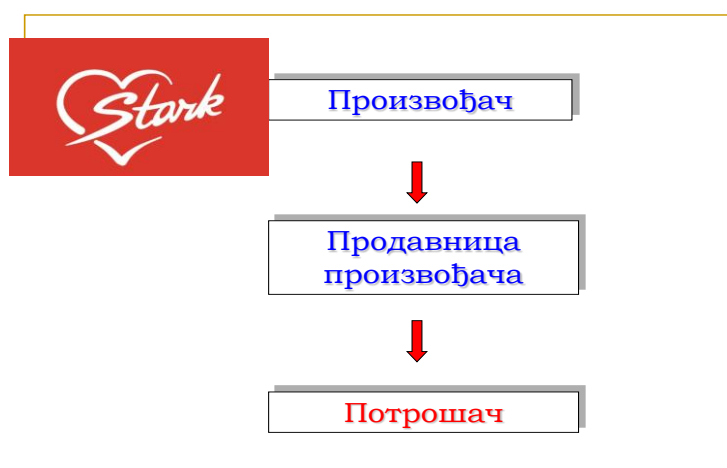 Stark
Произвођач
Продавница
произвођача
Потрошач